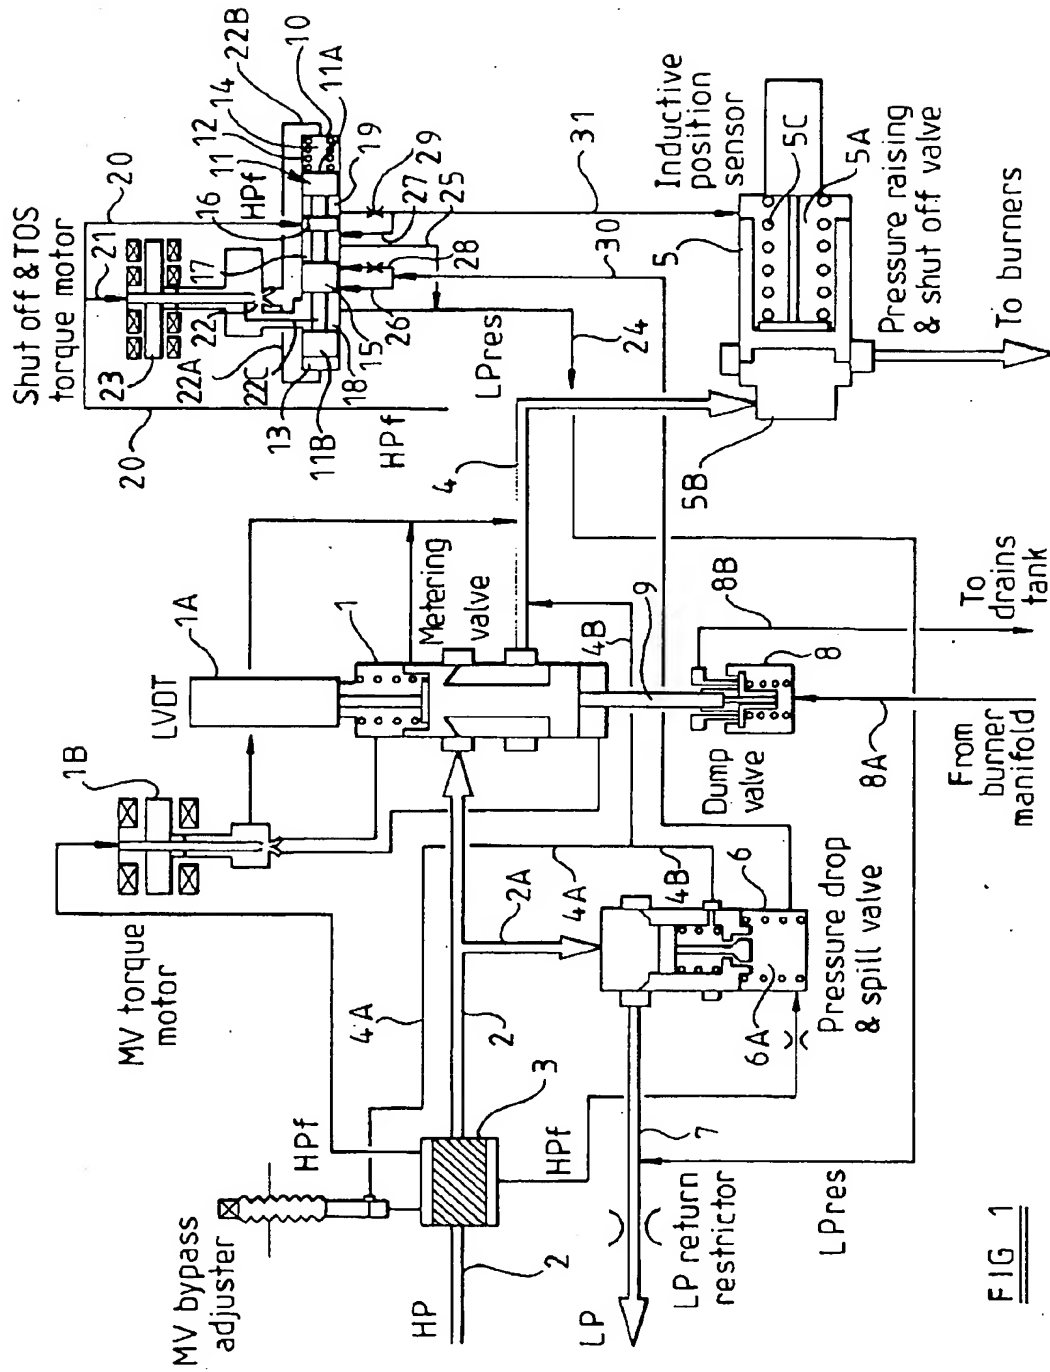 Shut off & TOS
torque motor
20
20
21
23
22
22A
22C
13
11B
18
15
26
HPf
17
16
HPf
11
12
14
22B
10
11A
19
29
27
25
28
30
31
LPres
24
Inductive
position
sensor
5C
5A
5
5B
Pressure raising
& shut off valve
To burners
LVDT
1A
1
1B
MV torque
motor
Metering
valve
4
4B
9
8B
8
8A
To
drains
tank
From
burner
manifold
Dump
valve
4A
4A
4B
2A
2
6
6A
Pressure drop
& spill valve
MV bypass
adjuster
HPf
HPf
3
HP
2
7
LP
LP return
restrictor
LPres
FIG 1